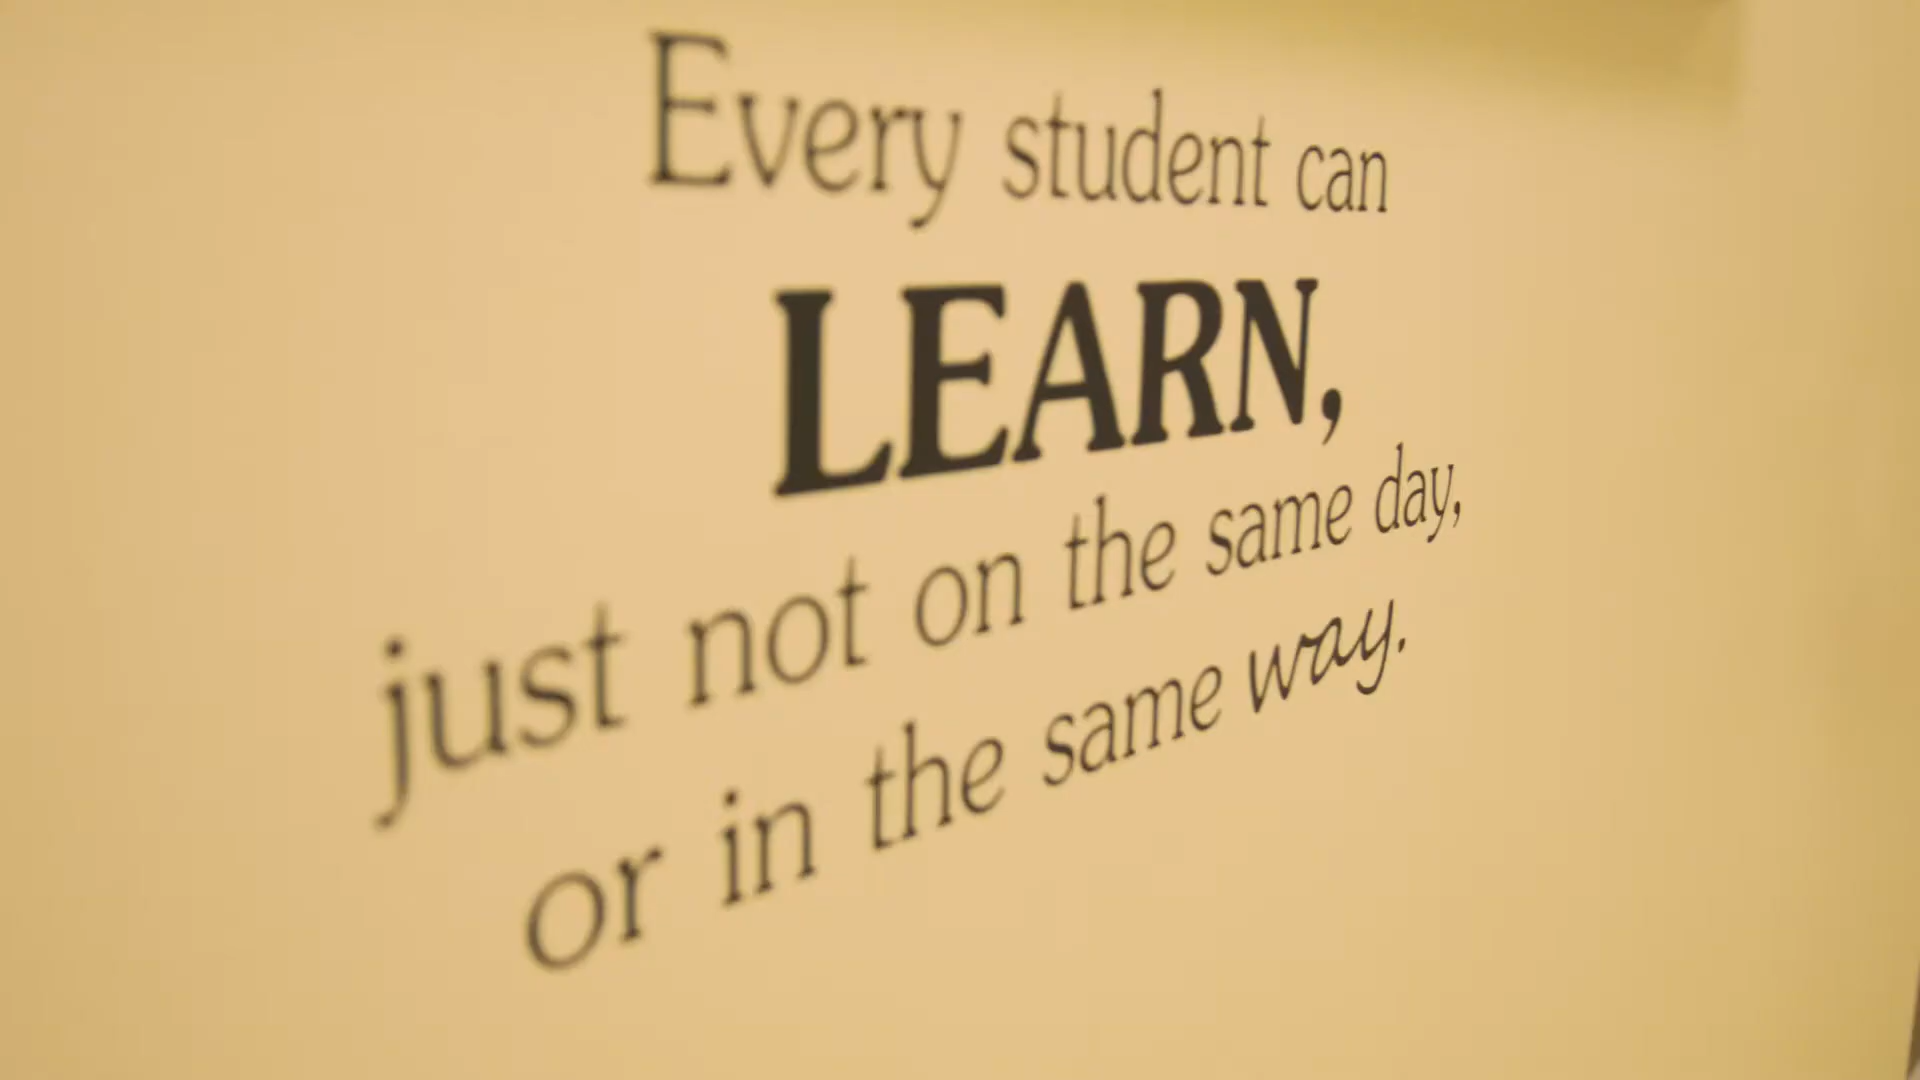 Every student can
LEARN,
just not on the same day,
or in the same way.